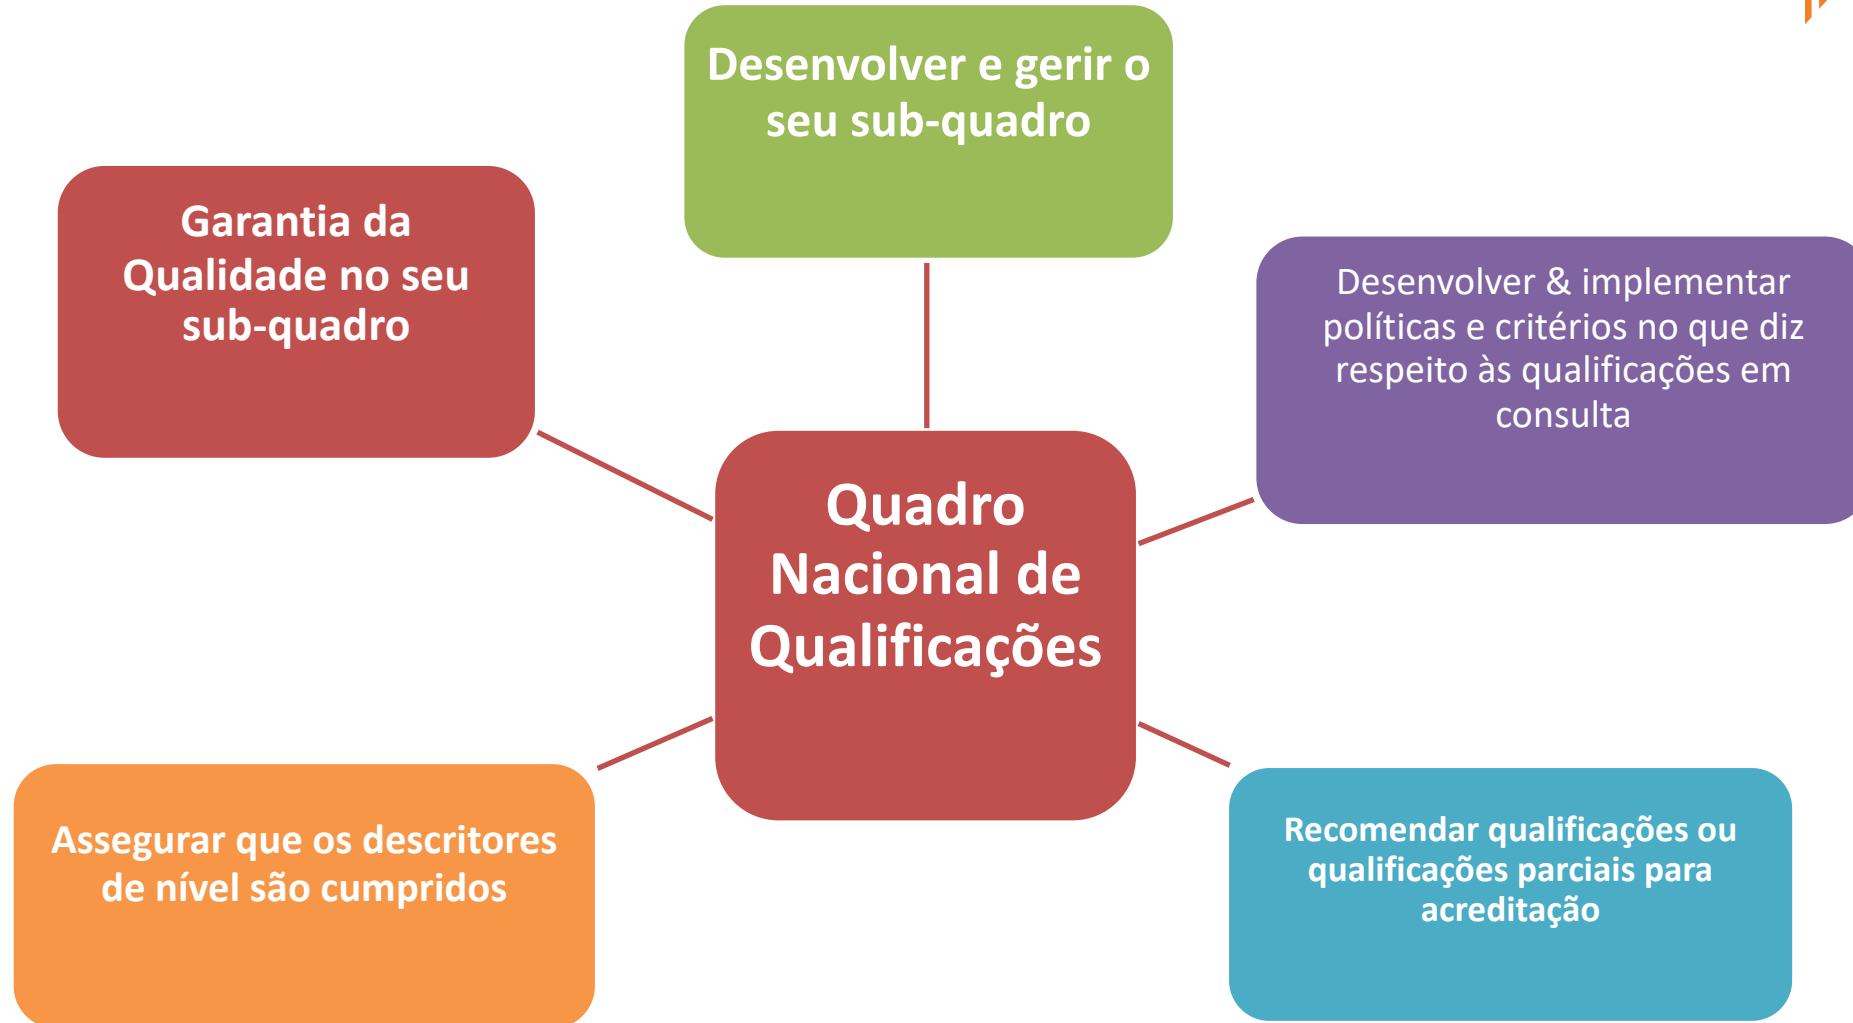 Desenvolver e gerir o
seu sub-quadro
Garantia da
Qualidade no seu
sub-quadro
Desenvolver & implementar
políticas e critérios no que diz
respeito às qualificações em
consulta
Quadro
Nacional de
Qualificações
Assegurar que os descritores
de nível são cumpridos
Recomendar qualificações ou
qualificações parciais para
acreditação